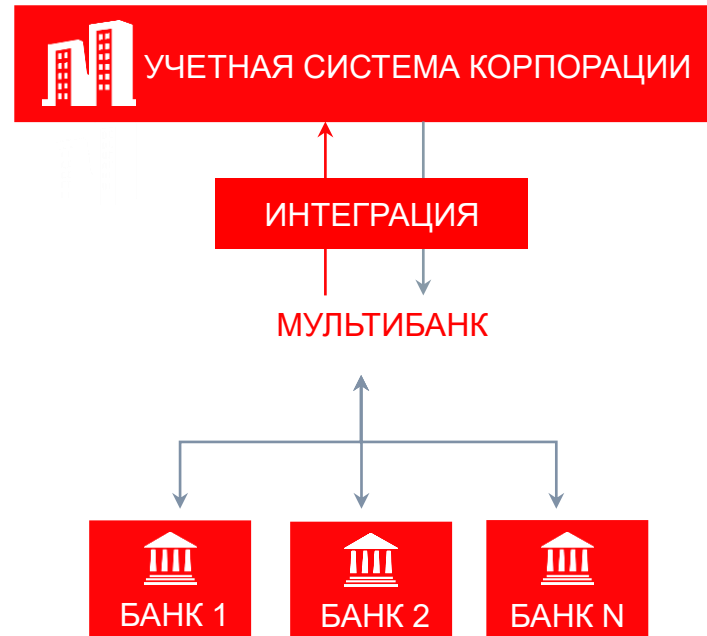 УЧЕТНАЯ СИСТЕМА КОРПОРАЦИИ
ИНТЕГРАЦИЯ
МУЛЬТИБАНК
БАНК 1
БАНК 2
БАНК N